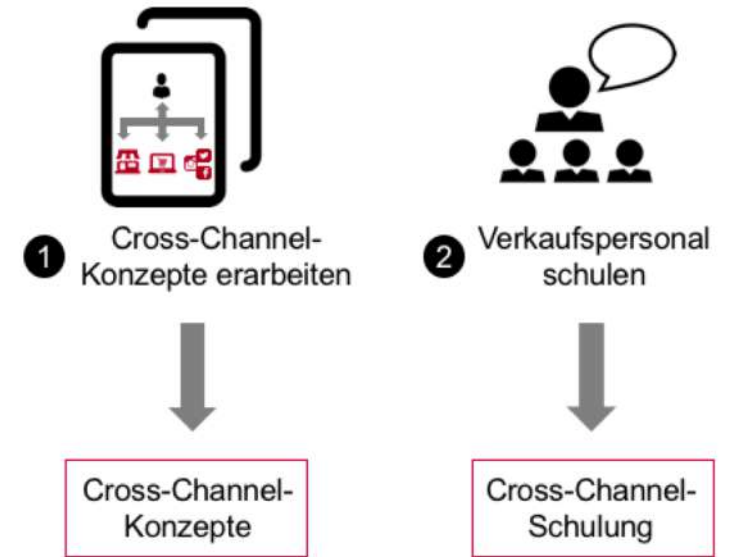 1 Cross-Channel-
Konzepte erarbeiten
2 Verkaufspersonal
schulen
Cross-Channel-
Konzepte
Cross-Channel-
Schulung